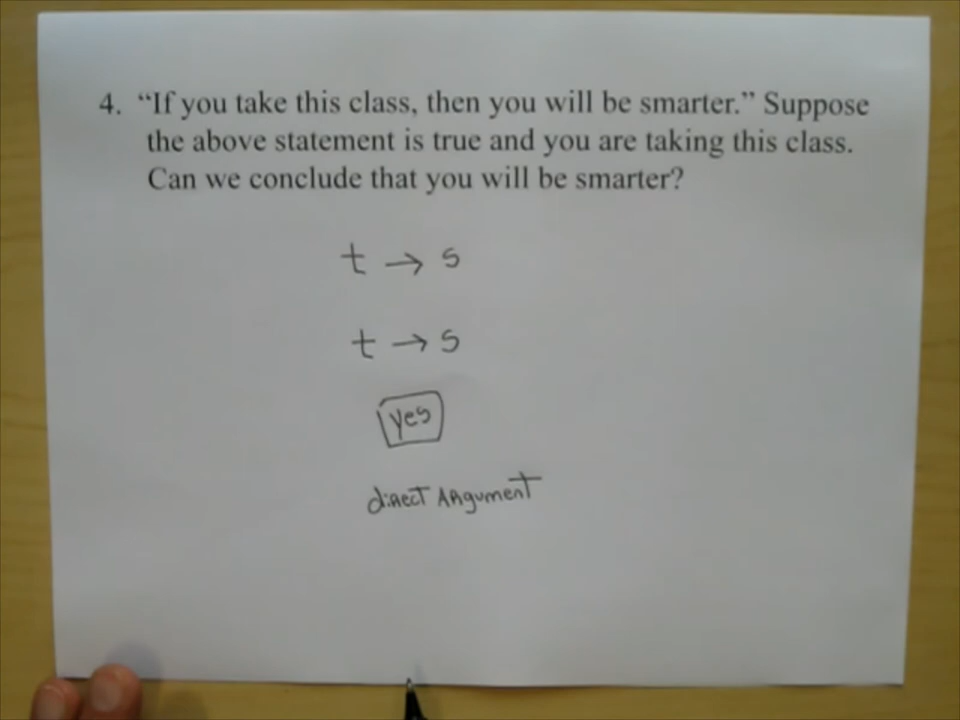 4. “If you take this class, then you will be smarter.” Suppose
the above statement is true and you are taking this class.
Can we conclude that you will be smarter?
t → s
t → s
yes
direct Argument